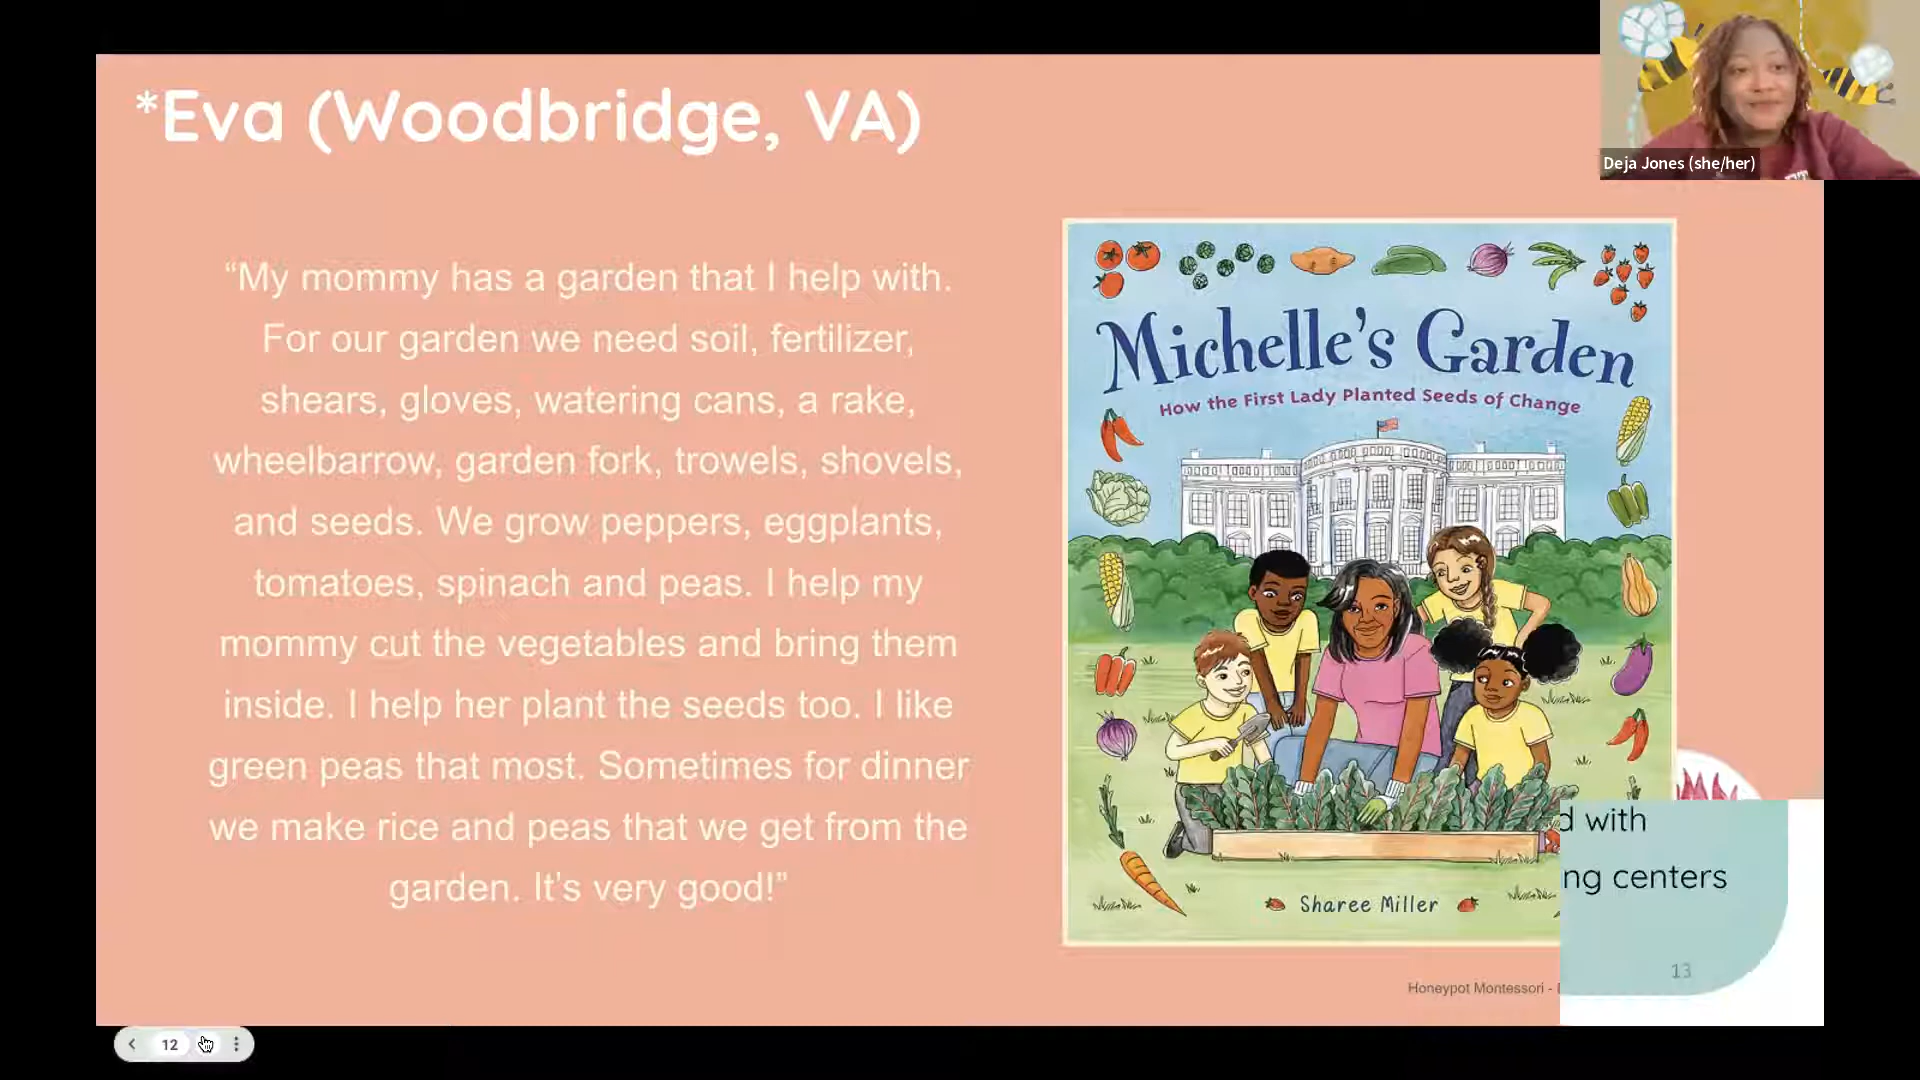 *Eva (Woodbridge, VA)
Deja Jones (she/her)
“My mommy has a garden that I help with.
For our garden we need soil, fertilizer,
shears, gloves, watering cans, a rake,
wheelbarrow, garden fork, trowels, shovels,
and seeds. We grow peppers, eggplants,
tomatoes, spinach and peas. I help my
mommy cut the vegetables and bring them
inside. I help her plant the seeds too. I like
green peas that most. Sometimes for dinner
we make rice and peas that we get from the
garden. It's very good!”
Michelle's Garden
How the First Lady Planted Seeds of Change
Sharee Miller
d with
ng centers
13
Honeypot Montessori -
12